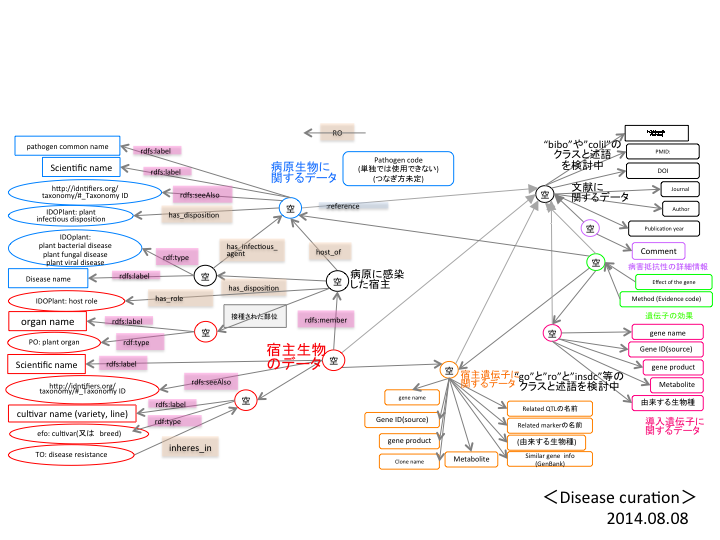 RO
pathogen common name
rdfs:label
Scientific name
rdfs:label
http://identifiers.org/
taxonomy/#_Taxonomy ID
rdfs:seeAlso
IDOPlant: plant
infectious disposition
has_disposition
病原生物に
関するデータ
Pathogen code
(単独では使用できない)
(つなぎ方未定)
空
:reference
"bibo"や"colil"の
クラスと述語
を検討中
PMID:
DOI
Journal
Author
Publication year
空
文献に
関するデータ
空
Comment
病害抵抗性の詳細情報
IDOplant:
plant bacterial disease
plant fungal disease
plant viral disease
rdf:type
has_infectious_
agent
host_of
Disease name
rdfs:label
空
空
病原に感染
した宿主
has_disposition
IDOPlant: host role
has_role
空
Effect of the gene
Method (Evidence code)
遺伝子の効果
organ name
rdfs:label
空
接種された部位
rdfs:member
PO: plant organ
rdf:type
Scientific name
rdfs:label
宿主生物
のデータ
空
http://identifiers.org/
taxonomy/#_Taxonomy ID
rdfs:seeAlso
cultivar name (variety, line)
rdfs:label
空
efo: cultivar(又は breed)
rdf:type
TO: disease resistance
inheres_in
空
宿主遺伝子に
関するデータ
"go"と"ro"と"insdc"等の
クラスと述語を検討中
gene name
Gene ID(source)
gene product
Clone name
Metabolite
Related QTLの名前
Related markerの名前
(由来する生物種)
Similar gene info
(GenBank)
空
gene name
Gene ID(source)
gene product
Metabolite
由来する生物種
導入遺伝子に
関するデータ
＜Disease curation＞
2014.08.08